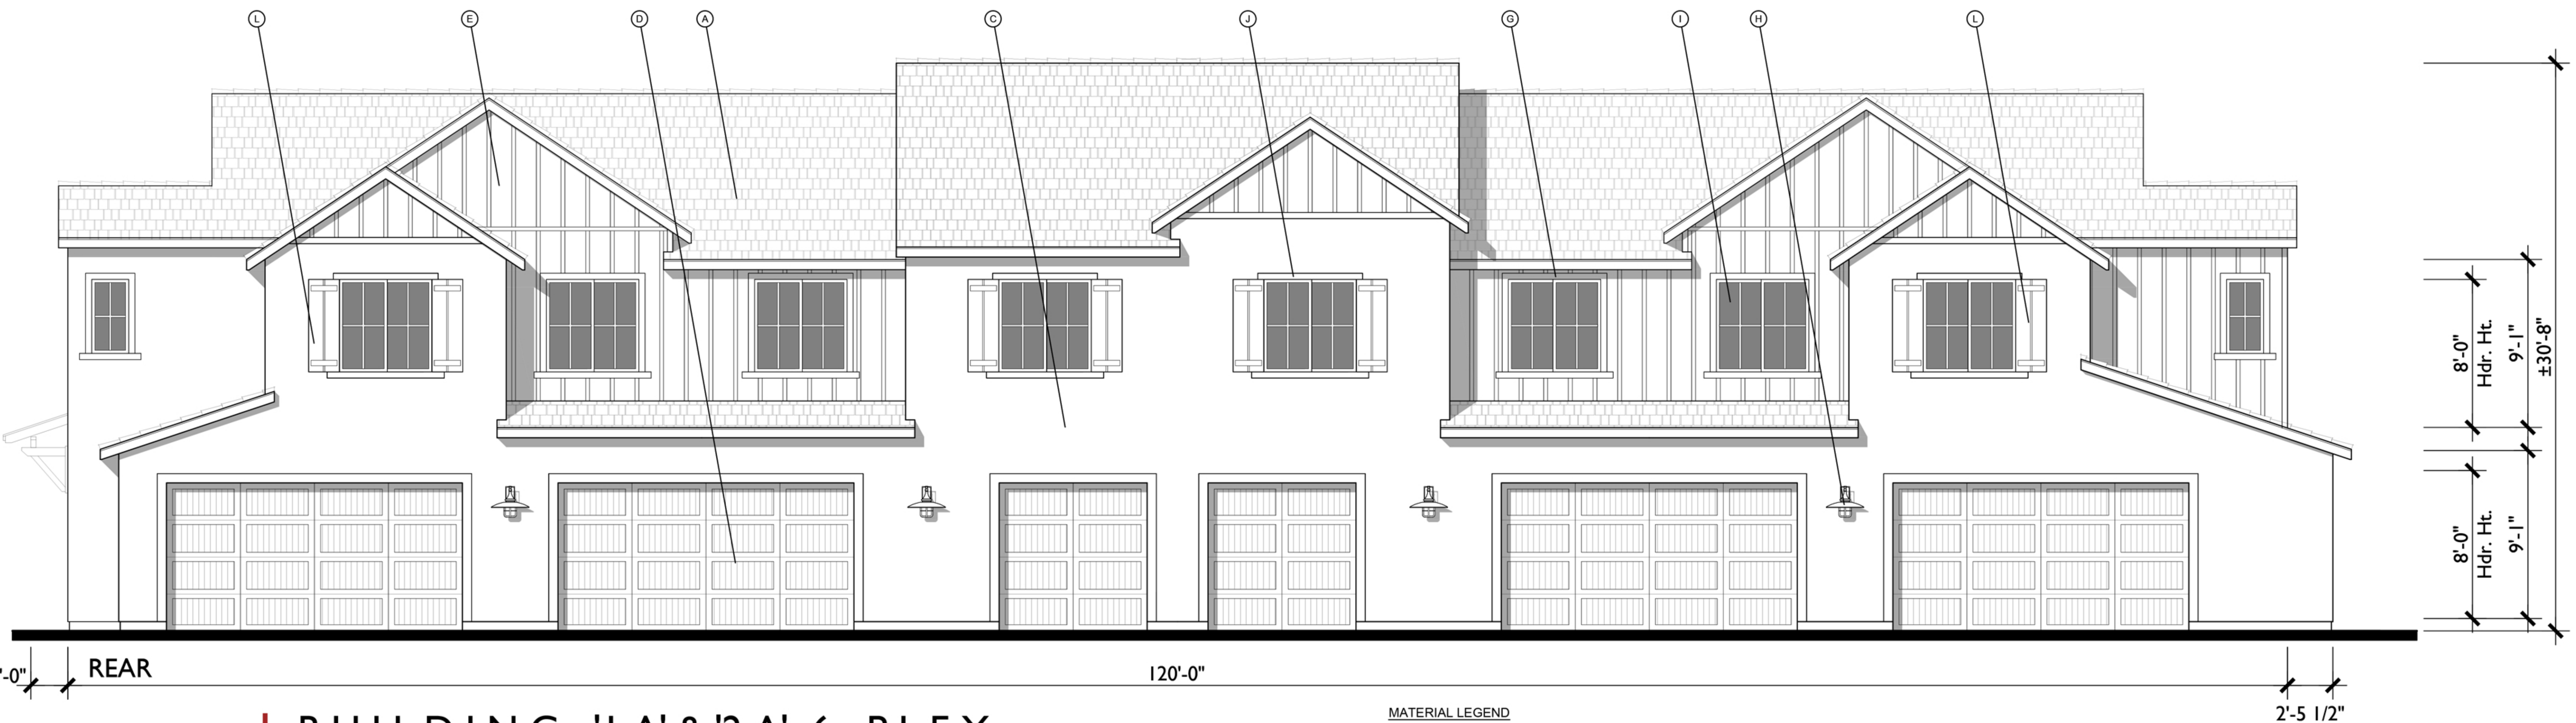 L E D A C J G I H L
8'-0"
Hdr. Ht.
9'-1"
±30'-8"
8'-0"
Hdr. Ht.
9'-1"
'-0"
REAR
120'-0"
2'-5 1/2"
MATERIAL LEGEND